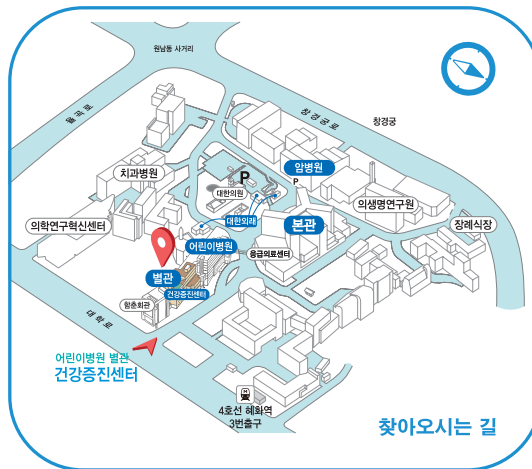 원남동 사거리
율곡로
창경궁로
창경궁
치과병원
P
암병원
P
대한의원
의생명연구원
의학연구혁신센터
대한외래
본관
장례식장
어린이병원
응급의료센터
별관
건강증진센터
함춘회관
대학로
어린이병원 별관
건강증진센터
4호선 혜화역
3번출구
찾아오시는 길